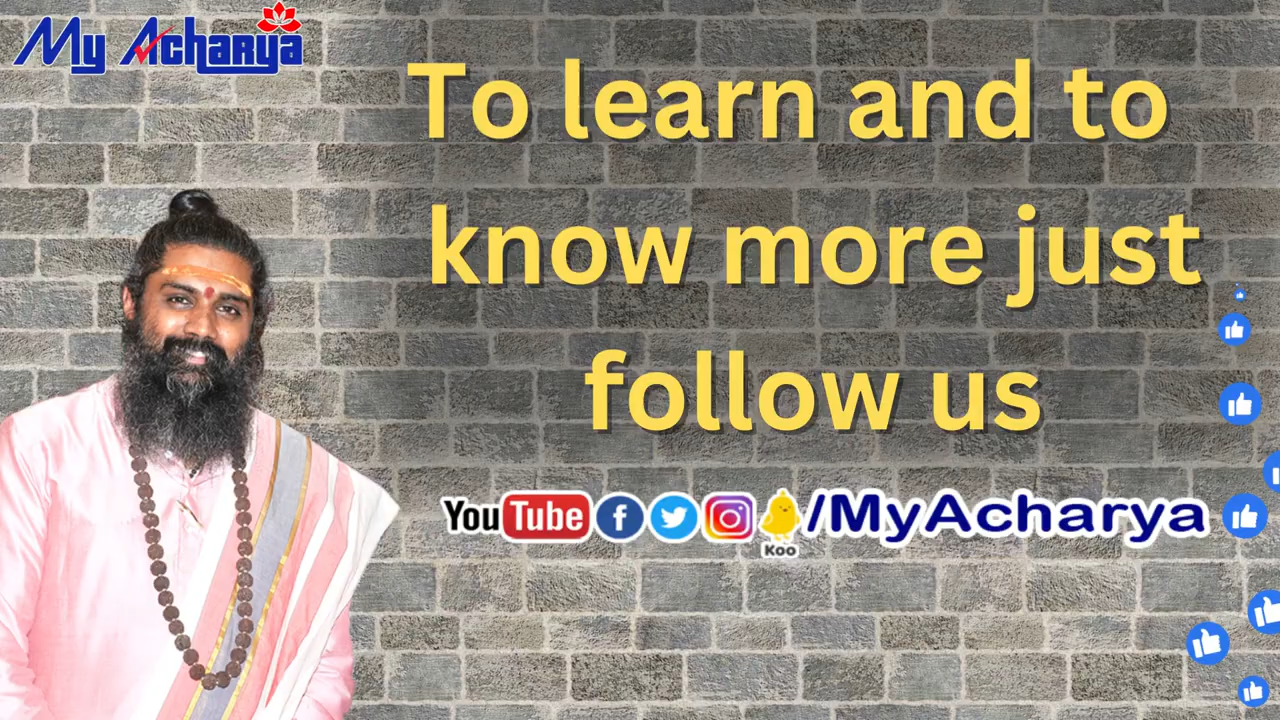 My Acharya
To learn and to
know more just
follow us
YouTube f Koo /MyAcharya